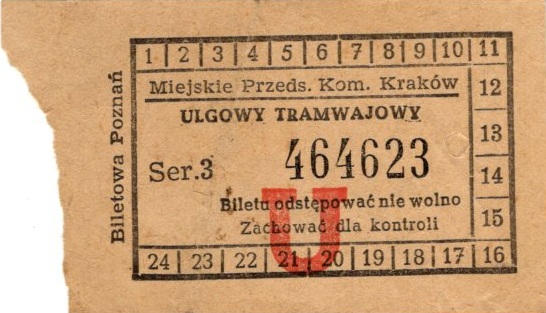 1 | 2 | 3 | 4 | 5 | 6 | 7 | 8 | 9 | 10 | 11
Miejskie Przeds. Kom. Kraków
12
ULGOWY TRAMWAJOWY
13
Ser. 3 464623
14
U
Biletu odstępować nie wolno
15
Zachować dla kontroli
24 | 23 | 22 | 21 | 20 | 19 | 18 | 17 | 16
Biletowa Poznań